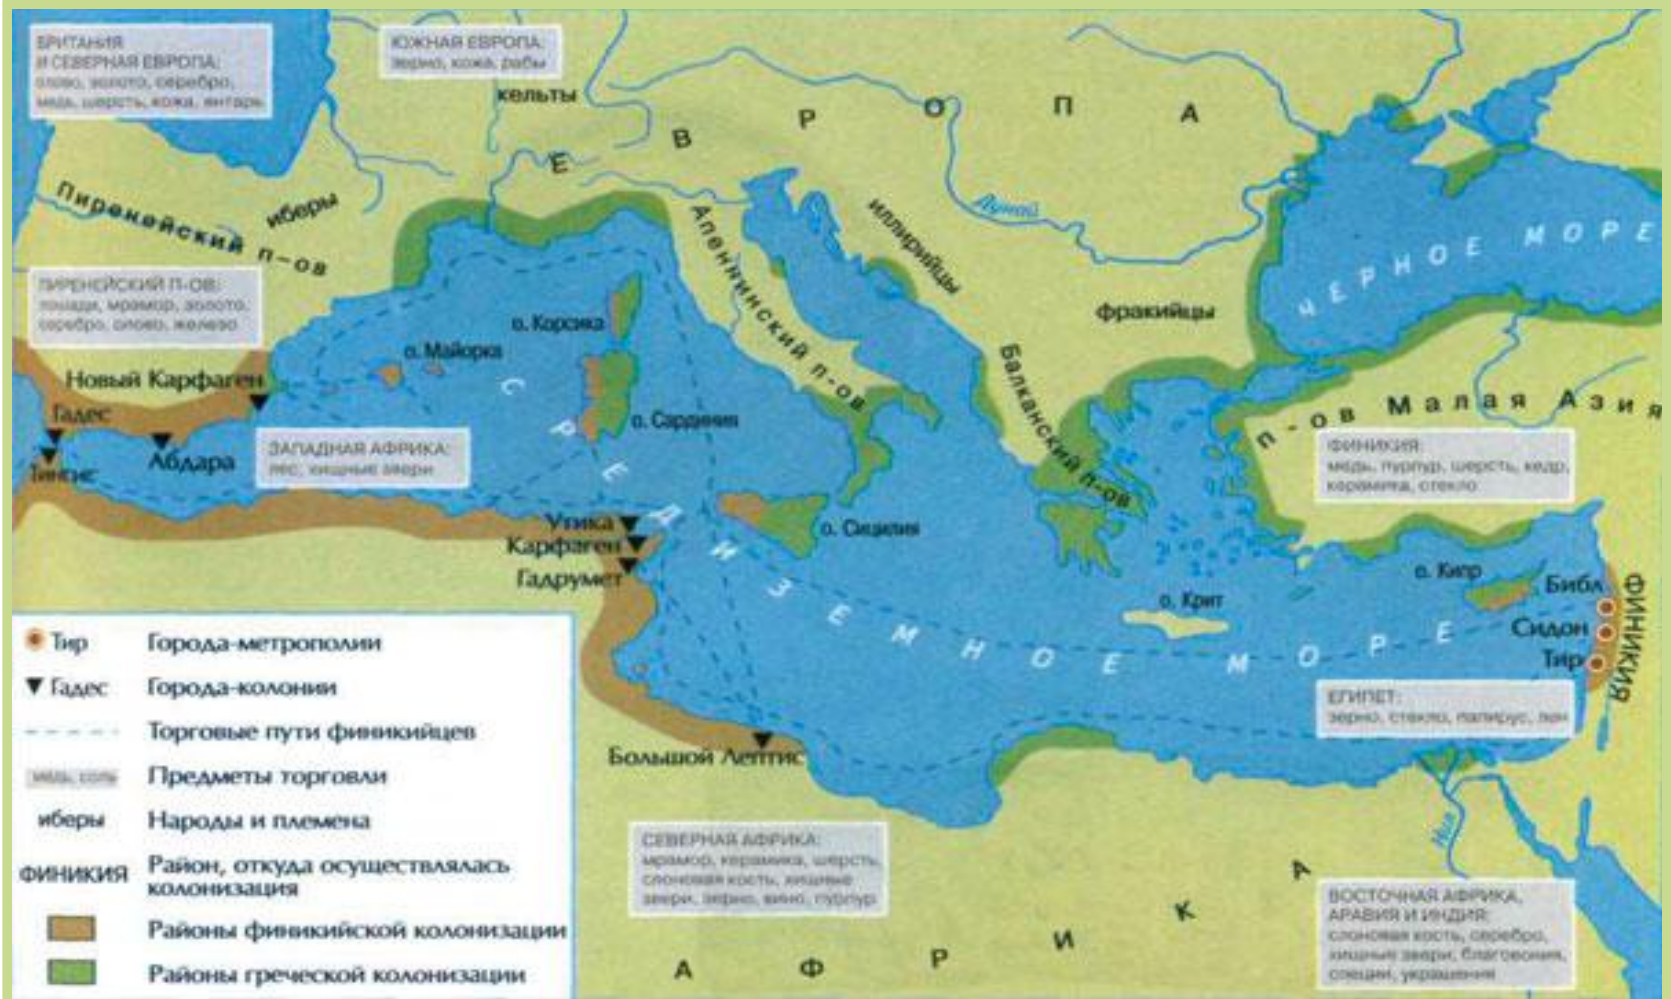 БРИТАНИЯ
И СЕВЕРНАЯ ЕВРОПА:
олово, золото, серебро,
медь, шерсть, кожа, янтарь
ЮЖНАЯ ЕВРОПА:
зерно, кожа, рабы
кельты
ЕВРОПА
Пиренейский п-ов
иберы
Апеннинский п-ов
иллирийцы
Дунай
ЧЕРНОЕ МОРЕ
фракийцы
ПИРЕНЕЙСКИЙ П-ОВ:
лошади, мрамор, золото,
серебро, олово, железо
о. Корсика
о. Майорка
Новый Карфаген
Гадес
Тингис
Абдара
о. Сардиния
Балканский п-ов
п-ов Малая Азия
ЗАПАДНАЯ АФРИКА:
лес, хищные звери
ФИНИКИЯ:
медь, пурпур, шерсть, кедр,
керамика, стекло
СРЕДИЗЕМНОЕ МОРЕ
Утика
Карфаген
Гадрумет
о. Сицилия
о. Крит
о. Кипр
Библ
Сидон
Тир
ФИНИКИЯ
ЕГИПЕТ:
зерно, стекло, папирус, лен
Большой Лептис
Нил
СЕВЕРНАЯ АФРИКА:
мрамор, керамика, шерсть,
слоновая кость, хищные
звери, зерно, вино, пурпур
ВОСТОЧНАЯ АФРИКА,
АРАВИЯ И ИНДИЯ:
слоновая кость, серебро,
хищные звери, благовония,
специи, украшения
АФРИКА
Тир Города-метрополии
Гадес Города-колонии
Торговые пути финикийцев
медь, соль Предметы торговли
иберы Народы и племена
ФИНИКИЯ Район, откуда осуществлялась
колонизация
Районы финикийской колонизации
Районы греческой колонизации